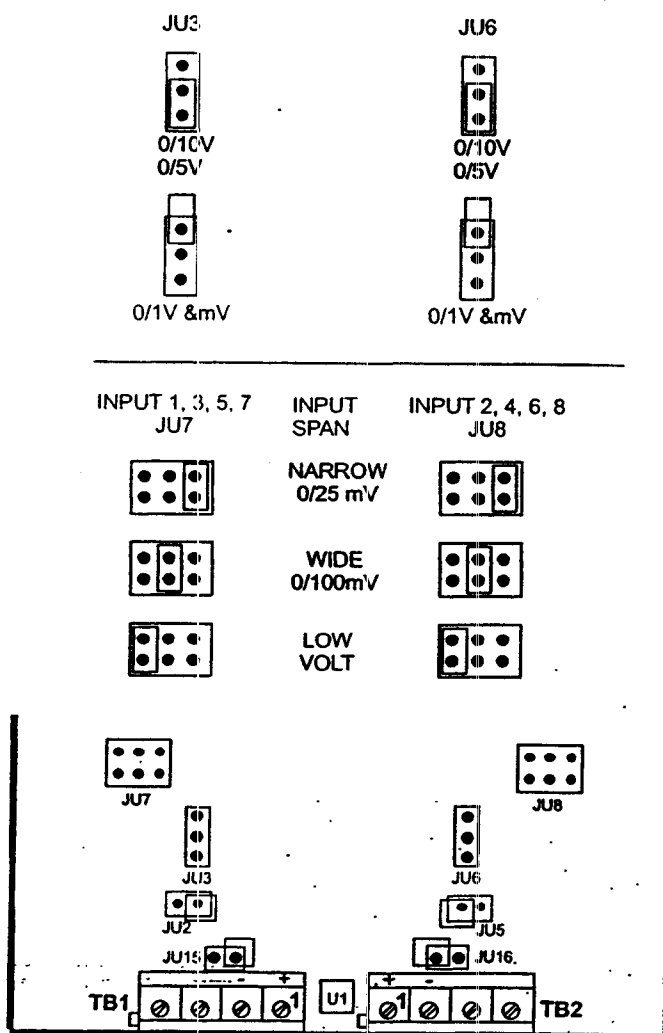 JU3 JU6
0/10V 0/10V
0/5V 0/5V
0/1V &mV 0/1V &mV
INPUT 1, 3, 5, 7 INPUT INPUT 2, 4, 6, 8
JU7 SPAN JU8
NARROW
0/25 mV
WIDE
0/100mV
LOW
VOLT
JU7 JU8
JU3 JU6
JU2 JU5
JU15 JU16
- - + + -
TB1 1 U1 1 TB2